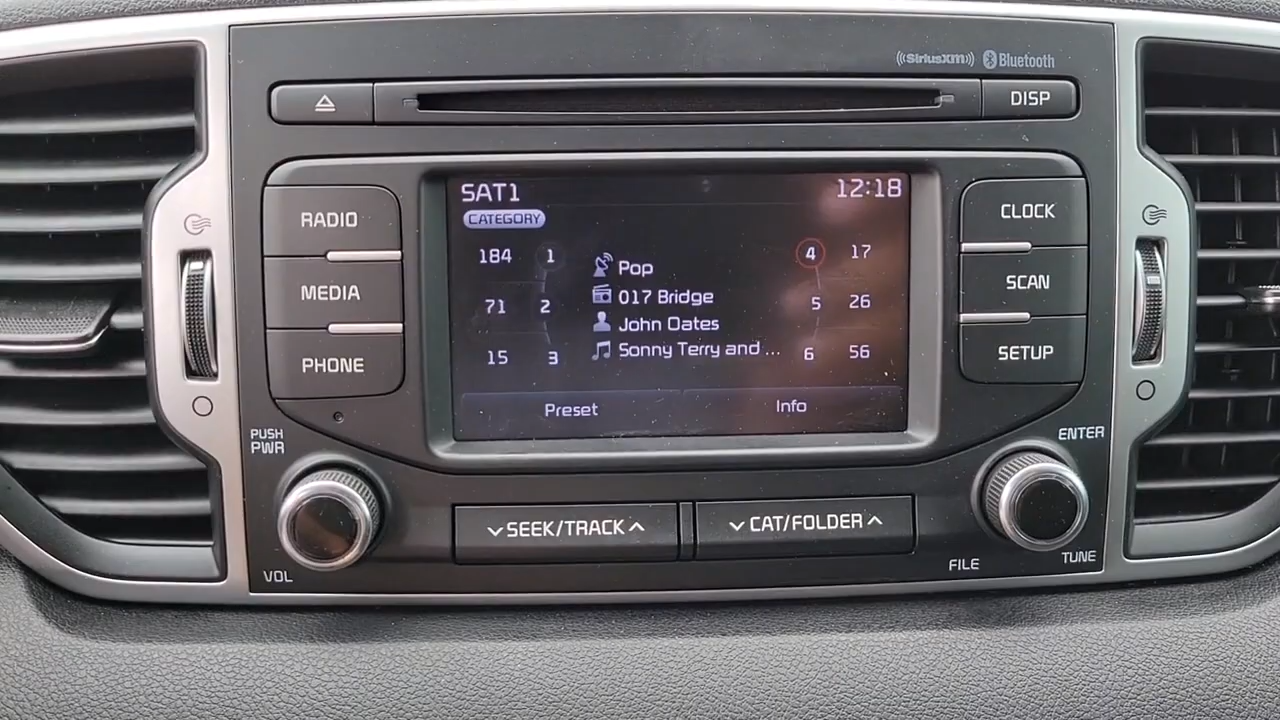 ((SiriusXM)) Bluetooth
DISP
RADIO
MEDIA
PHONE
SAT1
12:18
CATEGORY
184 1
71 2
15 3
Pop
017 Bridge
John Oates
Sonny Terry and ...
4 17
5 26
6 56
Preset
Info
CLOCK
SCAN
SETUP
PUSH
PWR
VOL
SEEK/TRACK
CAT/FOLDER
ENTER
FILE
TUNE